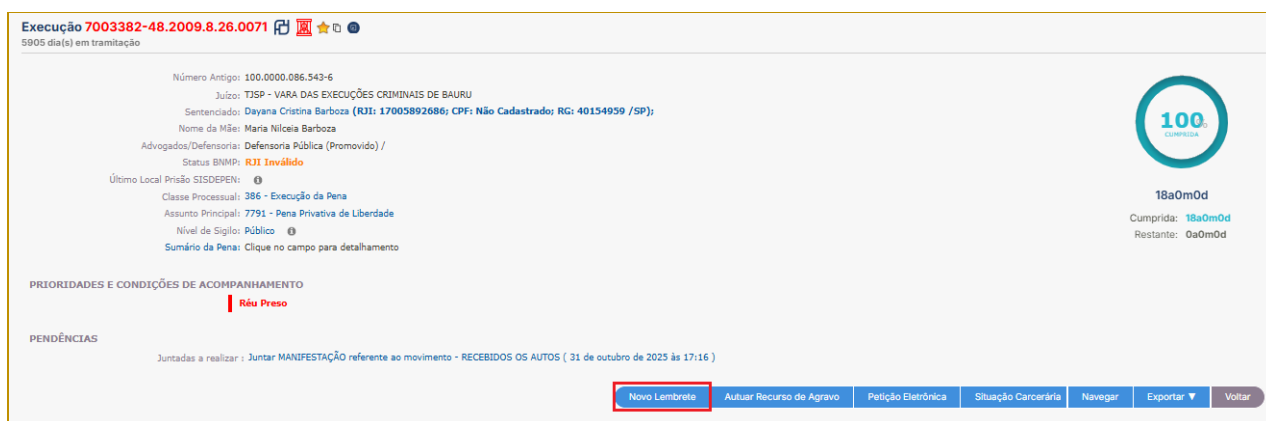 Execução 7003382-48.2009.8.26.0071
5905 dia(s) em tramitação
Número Antigo: 100.0000.086.543-6
Juízo: TJSP - VARA DAS EXECUÇÕES CRIMINAIS DE BAURU
Sentenciado: Dayana Cristina Barboza (RJI: 17005892686; CPF: Não Cadastrado; RG: 40154959 /SP);
Nome da Mãe: Maria Nilceia Barboza
Advogados/Defensoria: Defensoria Pública (Promovido) /
Status BNMP: RJI Inválido
Último Local Prisão SISDEPEN:
Classe Processual: 386 - Execução da Pena
Assunto Principal: 7791 - Pena Privativa de Liberdade
Nível de Sigilo: Público
Sumário da Pena: Clique no campo para detalhamento
100%
CUMPRIDA
18a0m0d
Cumprida: 18a0m0d
Restante: 0a0m0d
PRIORIDADES E CONDIÇÕES DE ACOMPANHAMENTO
Réu Preso
PENDÊNCIAS
Juntadas a realizar : Juntar MANIFESTAÇÃO referente ao movimento - RECEBIDOS OS AUTOS ( 31 de outubro de 2025 às 17:16 )
Novo Lembrete Autuar Recurso de Agravo Petição Eletrônica Situação Carcerária Navegar Exportar ▼ Voltar